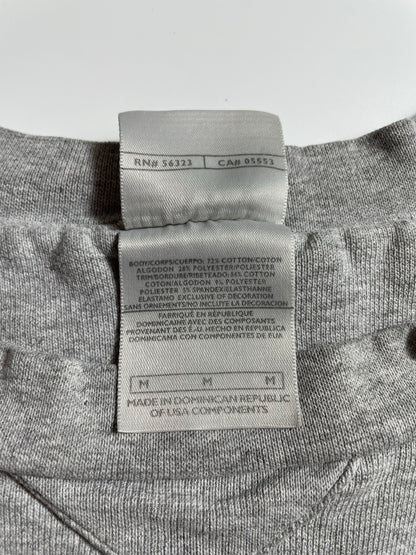 RN# 56323 CA# 05553
BODY/CORPS/CUERPO: 72% COTTON/COTON
ALGODON 28% POLYESTER/POLIESTER
TRIM/BORDURE/RIBETEADO: 86% COTTON
COTON/ALGODON 9% POLYESTER
POLIESTER 5% SPANDEX/ELASTHANNE
ELASTANO EXCLUSIVE OF DECORATION
SANS ORNEMENTS/NO INCLUYE LA DECORACION
FABRIQUÉ EN RÉPUBLIQUE
DOMINICAINE AVEC DES COMPOSANTS
PROVENANT DES É.-U./HECHO EN REPUBLICA
DOMINICANA CON COMPONENTES DE E.U.A
M M M
MADE IN DOMINICAN REPUBLIC
OF USA COMPONENTS